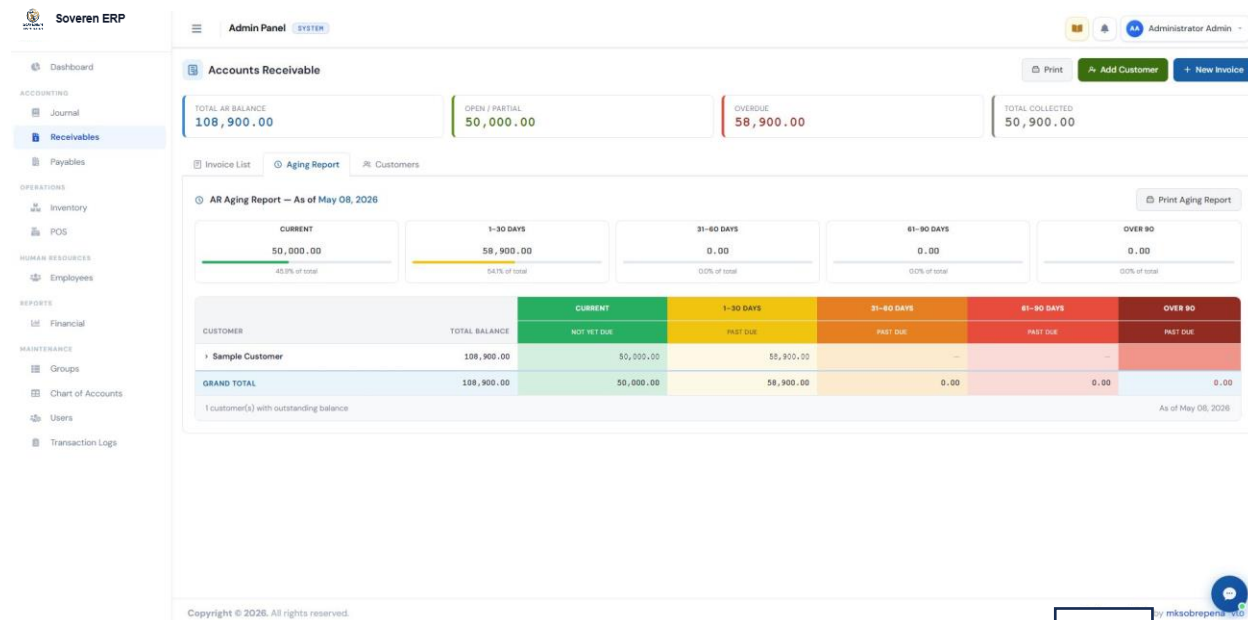 Soveren ERP
Admin Panel SYSTEM
AA Administrator Admin
Dashboard
ACCOUNTING
Journal
Receivables
Payables
OPERATIONS
Inventory
POS
HUMAN RESOURCES
Employees
REPORTS
Financial
MAINTENANCE
Groups
Chart of Accounts
Users
Transaction Logs
Accounts Receivable
Print
Add Customer
+ New Invoice
TOTAL AR BALANCE
108,900.00
OPEN / PARTIAL
50,000.00
OVERDUE
58,900.00
TOTAL COLLECTED
50,900.00
Invoice List
Aging Report
Customers
AR Aging Report — As of May 08, 2026
Print Aging Report
CURRENT
50,000.00
45.9% of total
1-30 DAYS
58,900.00
54.1% of total
31-60 DAYS
0.00
0.0% of total
61-90 DAYS
0.00
0.0% of total
OVER 90
0.00
0.0% of total
CURRENT 1-30 DAYS 31-60 DAYS 61-90 DAYS OVER 90
CUSTOMER TOTAL BALANCE NOT YET DUE PAST DUE PAST DUE PAST DUE PAST DUE
› Sample Customer 108,900.00 50,000.00 58,900.00 — —
GRAND TOTAL 108,900.00 50,000.00 58,900.00 0.00 0.00 0.00
1 customer(s) with outstanding balance As of May 08, 2026
Copyright © 2026. All rights reserved.
by mksobrepena